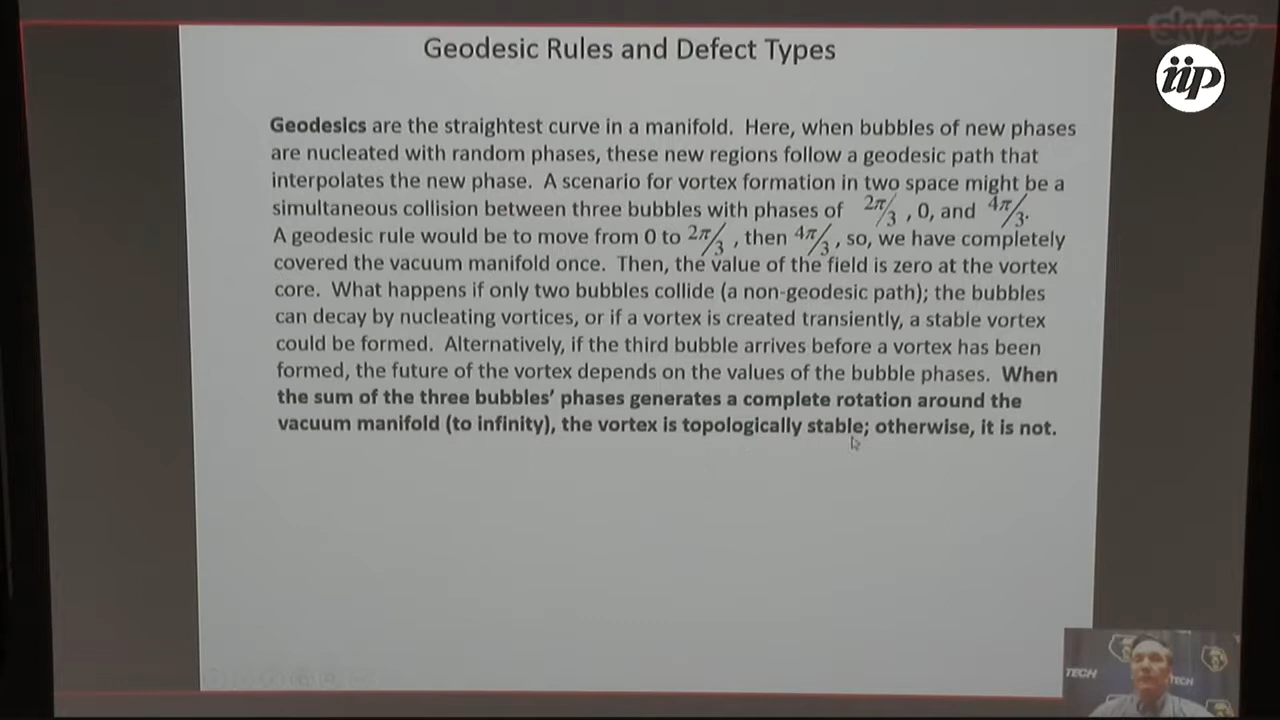 skype
iip
Geodesic Rules and Defect Types
Geodesics are the straightest curve in a manifold. Here, when bubbles of new phases
are nucleated with random phases, these new regions follow a geodesic path that
interpolates the new phase. A scenario for vortex formation in two space might be a
simultaneous collision between three bubbles with phases of 2π/3 , 0, and 4π/3.
A geodesic rule would be to move from 0 to 2π/3 , then 4π/3 , so, we have completely
covered the vacuum manifold once. Then, the value of the field is zero at the vortex
core. What happens if only two bubbles collide (a non-geodesic path); the bubbles
can decay by nucleating vortices, or if a vortex is created transiently, a stable vortex
could be formed. Alternatively, if the third bubble arrives before a vortex has been
formed, the future of the vortex depends on the values of the bubble phases. When
the sum of the three bubbles' phases generates a complete rotation around the
vacuum manifold (to infinity), the vortex is topologically stable; otherwise, it is not.
TECH
TECH